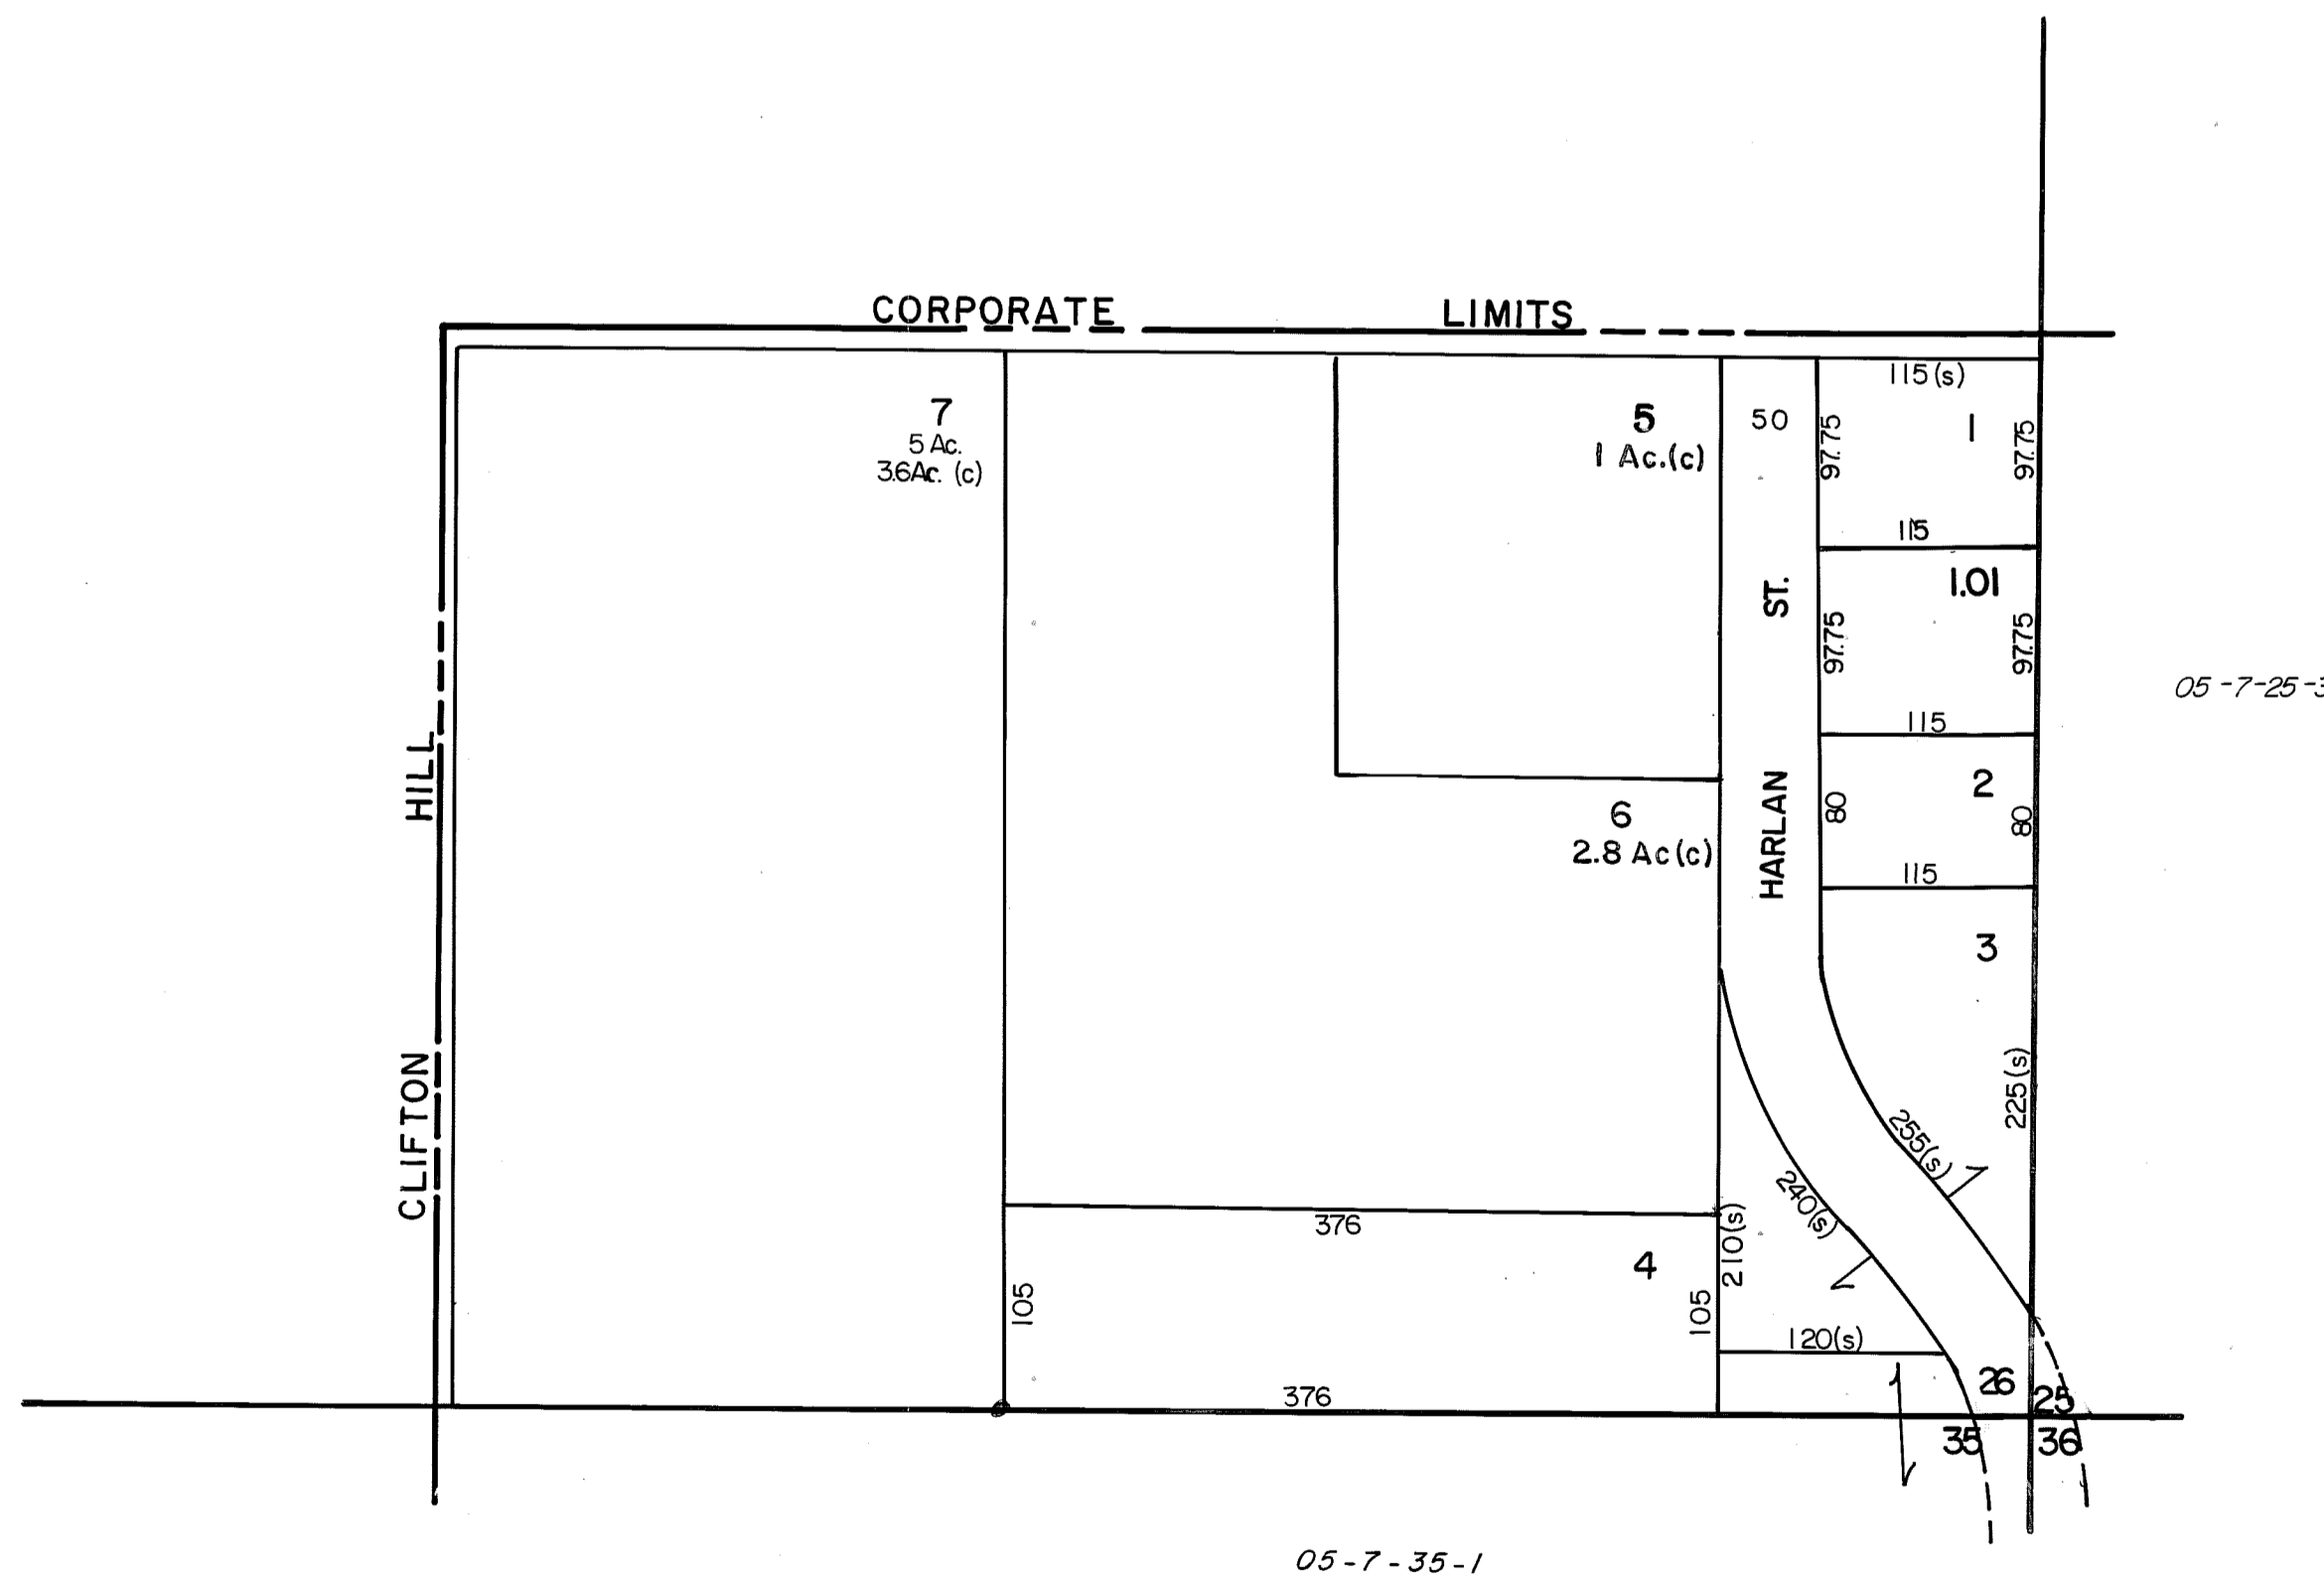 CORPORATE LIMITS
CLIFTON HILL
7
5 Ac.
3.6Ac. (c)
5
1 Ac.(c)
50
115(s)
1
97.75
97.75
115
1.01
97.75
97.75
115
HARLAN ST.
2
80
80
115
6
2.8 Ac(c)
3
225(s)
255(s)
240(s)
376
4
210(s)
105
105
120(s)
376
26
25
35
36
05-7-25-
05-7-35-1